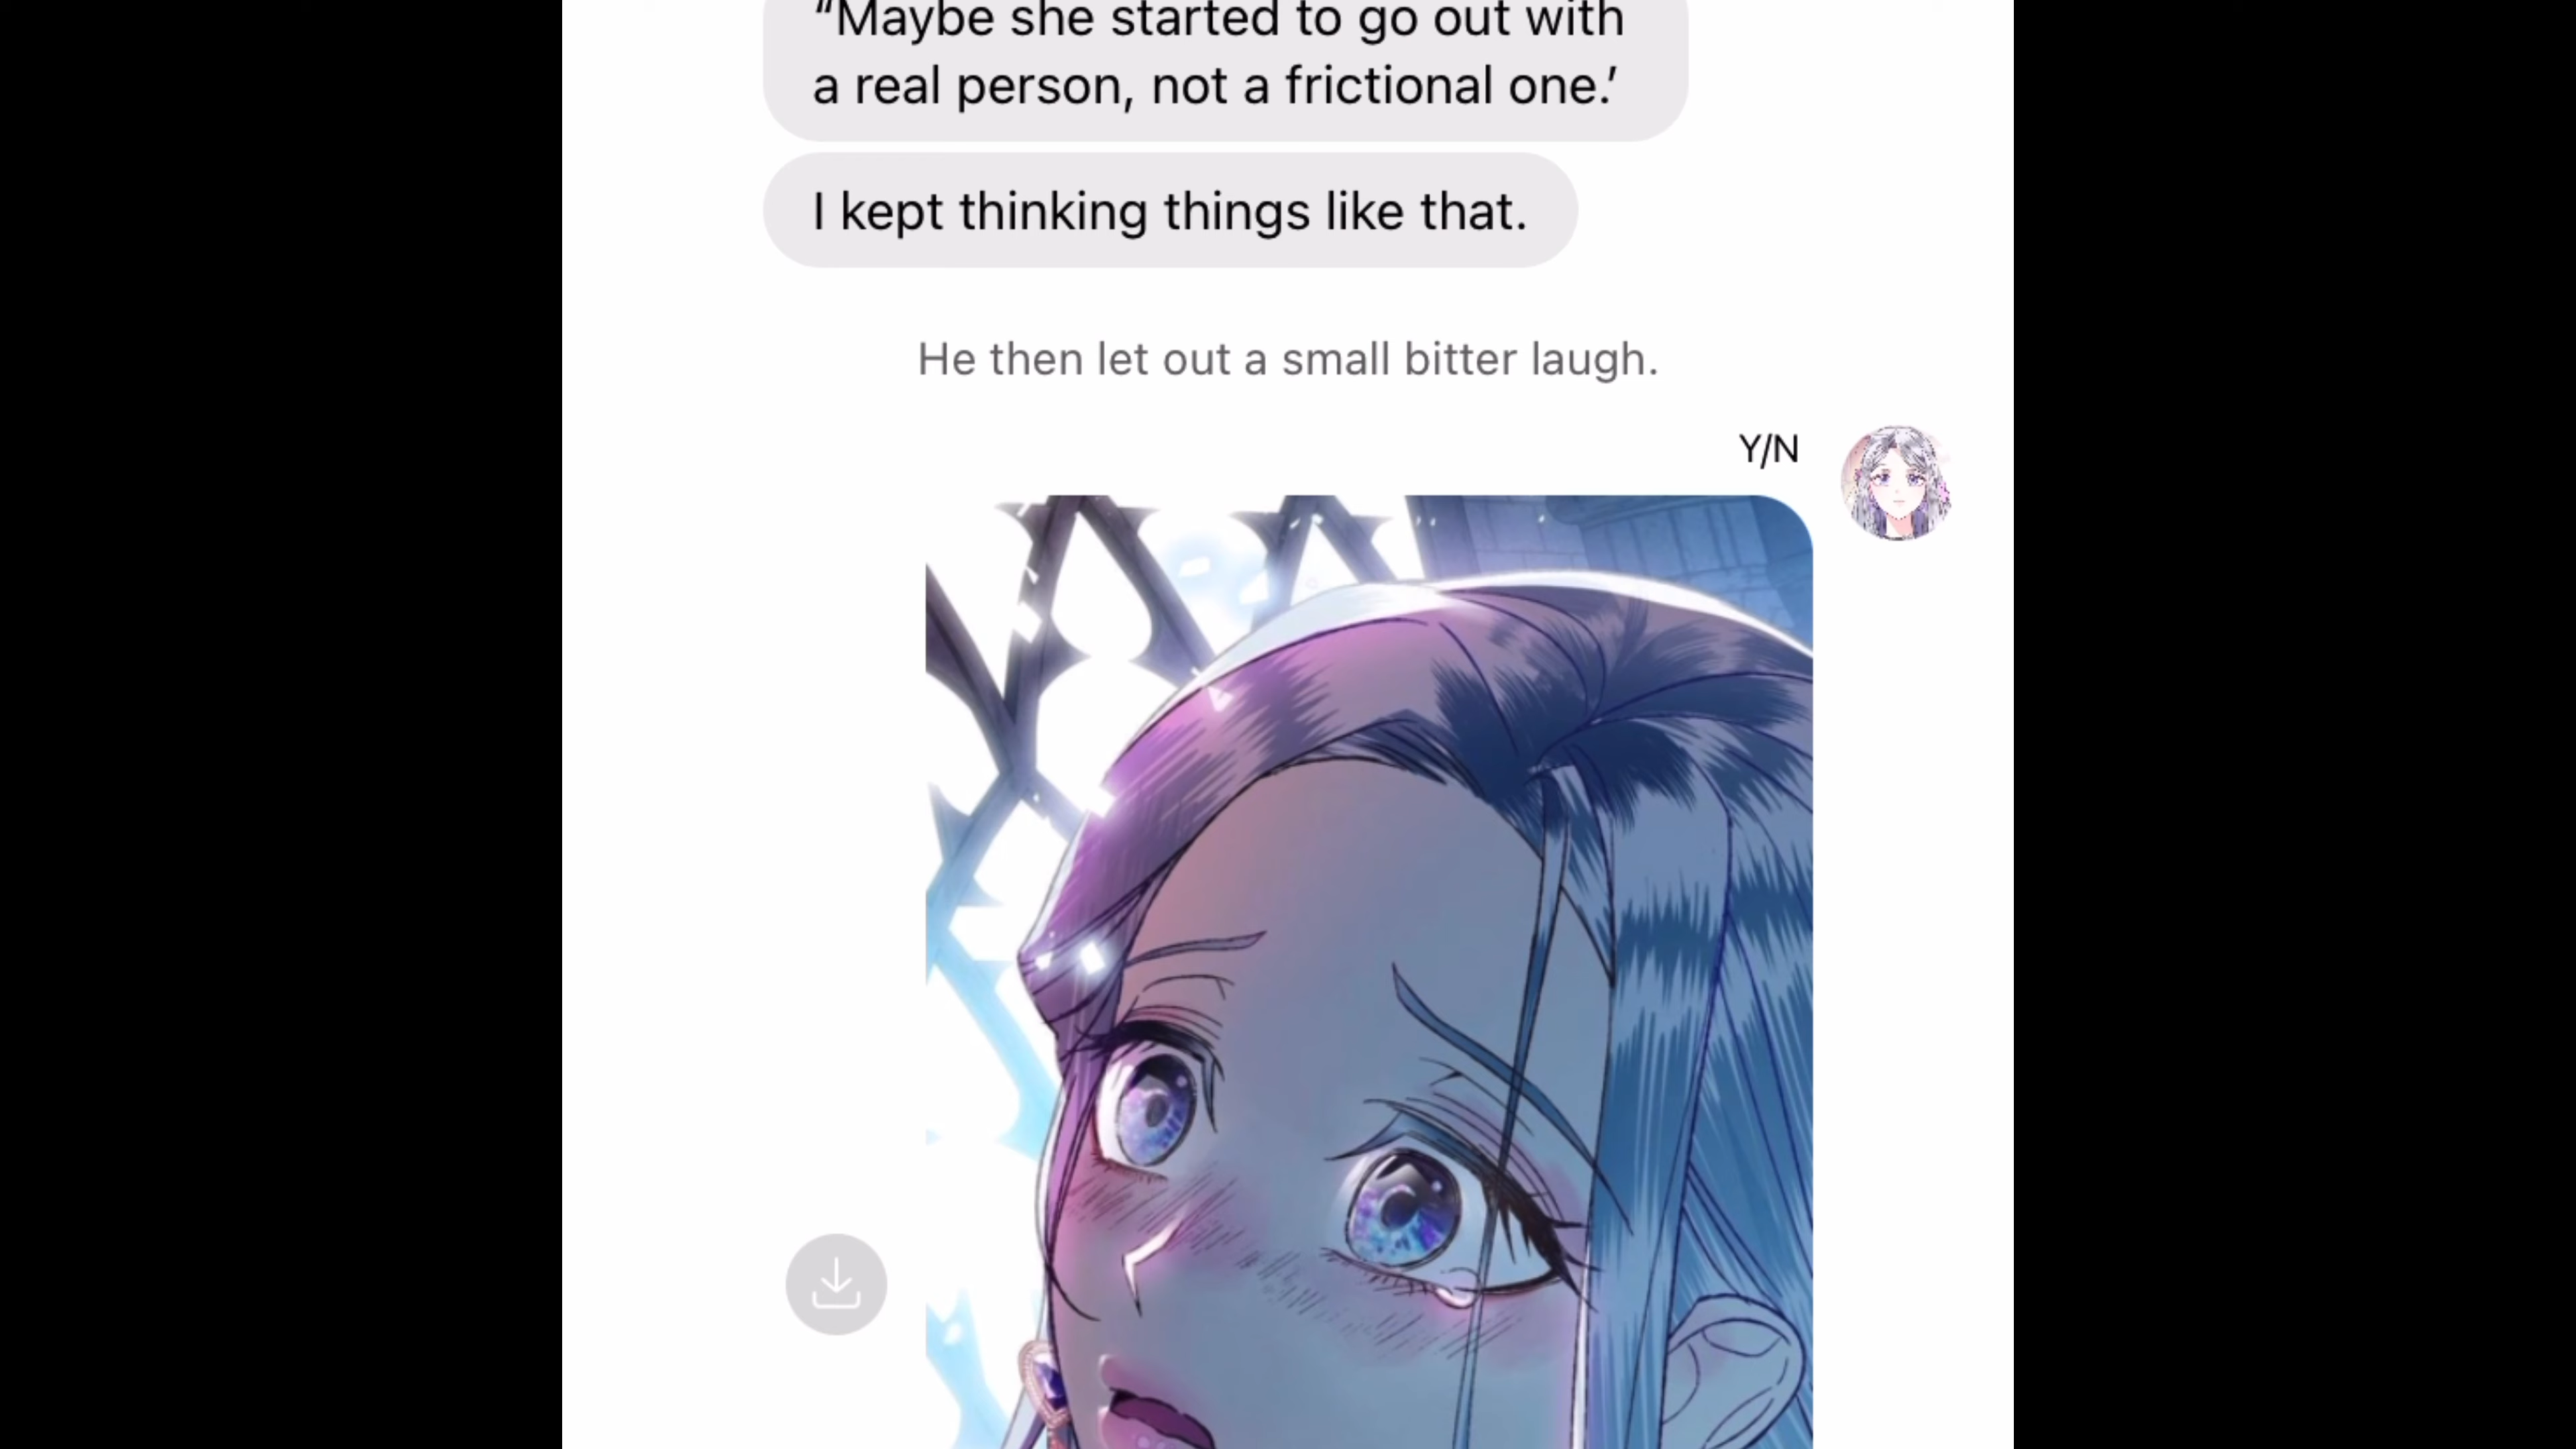 “Maybe she started to go out with
a real person, not a frictional one.’
I kept thinking things like that.
He then let out a small bitter laugh.
Y/N